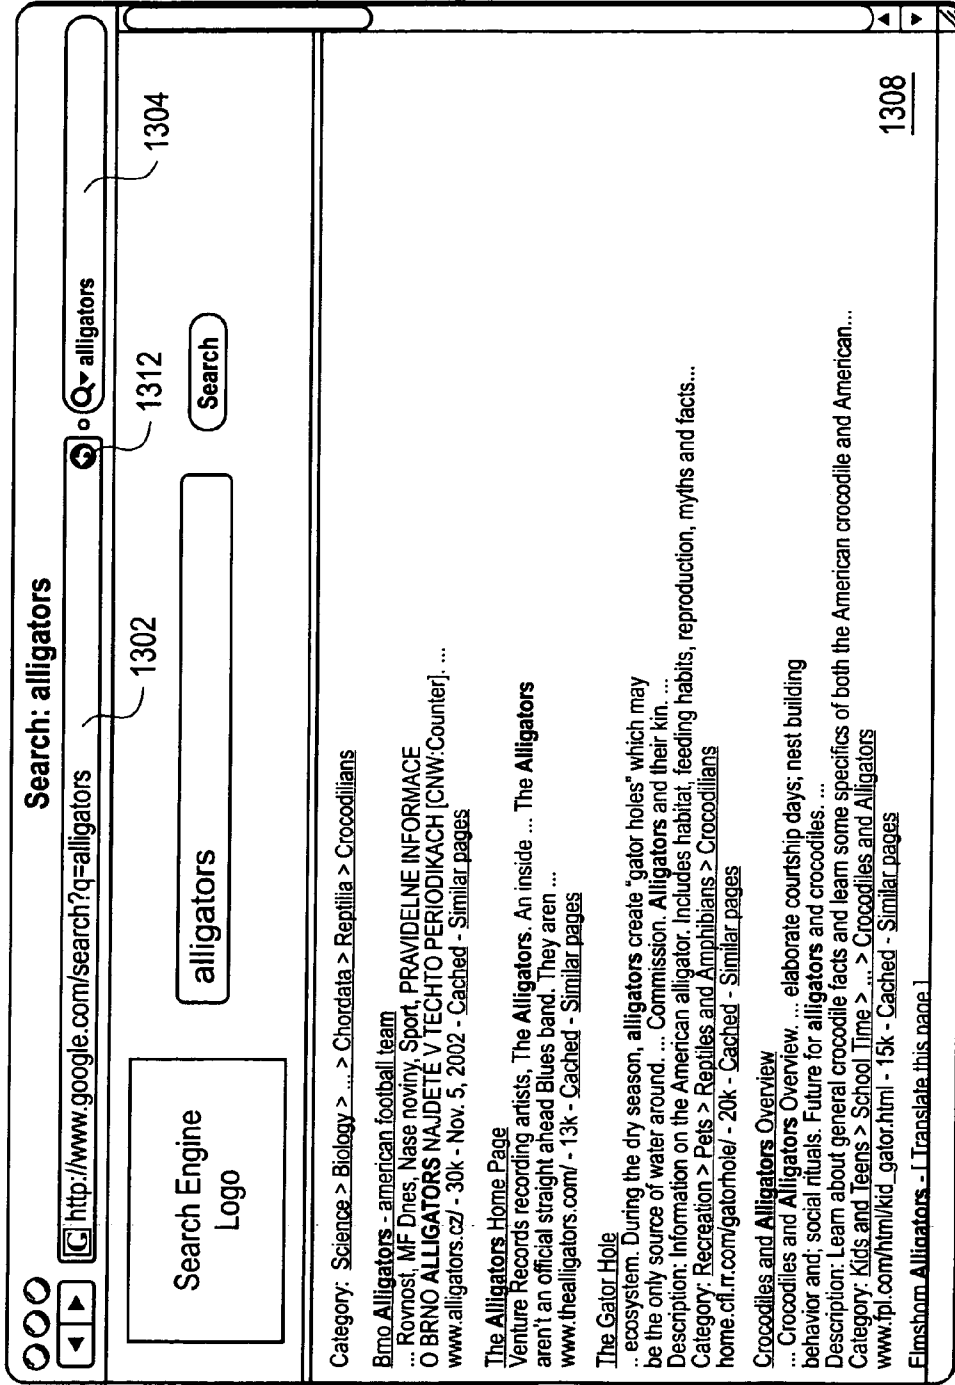 Search: alligators
G http://www.google.com/search?q=alligators
Q alligators
1302
1312
1304
Search Engine
Logo
alligators
Search
Category: Science > Biology > ... > Chordata > Reptilia > Crocodilians
Brno Alligators - american football team
... Rovnost, MF Dnes, Nase noviny, Sport, PRAVIDELNE INFORMACE
O BRNO ALLIGATORS NAJDETE V TECHTO PERIODIKACH [CNW:Counter]. ...
www.alligators.cz/ - 30k - Nov. 5, 2002 - Cached - Similar pages
The Alligators Home Page
Venture Records recording artists, The Alligators. An inside ... The Alligators
aren't an official straight ahead Blues band. They aren ...
www.thealligators.com/ - 13k - Cached - Similar pages
The Gator Hole
.. ecosystem. During the dry season, alligators create "gator holes" which may
be the only source of water around. ... Commission. Alligators and their kin. ...
Description: Information on the American alligator. Includes habitat, feeding habits, reproduction, myths and facts...
Category: Recreation > Pets > Reptiles and Amphibians > Crocodilians
home.cfl.rr.com/gatorhole/ - 20k - Cached - Similar pages
Crocodiles and Alligators Overview
... Crocodiles and Alligators Overview. ... elaborate courtship days; nest building
behavior and; social rituals. Future for alligators and crocodiles. ...
Description: Learn about general crocodile facts and learn some specifics of both the American crocodile and American...
Category: Kids and Teens > School Time > ... > Crocodiles and Alligators
www.fpl.com/html/kid_gator.html - 15k - Cached - Similar pages
Elmshorn Alligators - [ Translate this page ]
1308